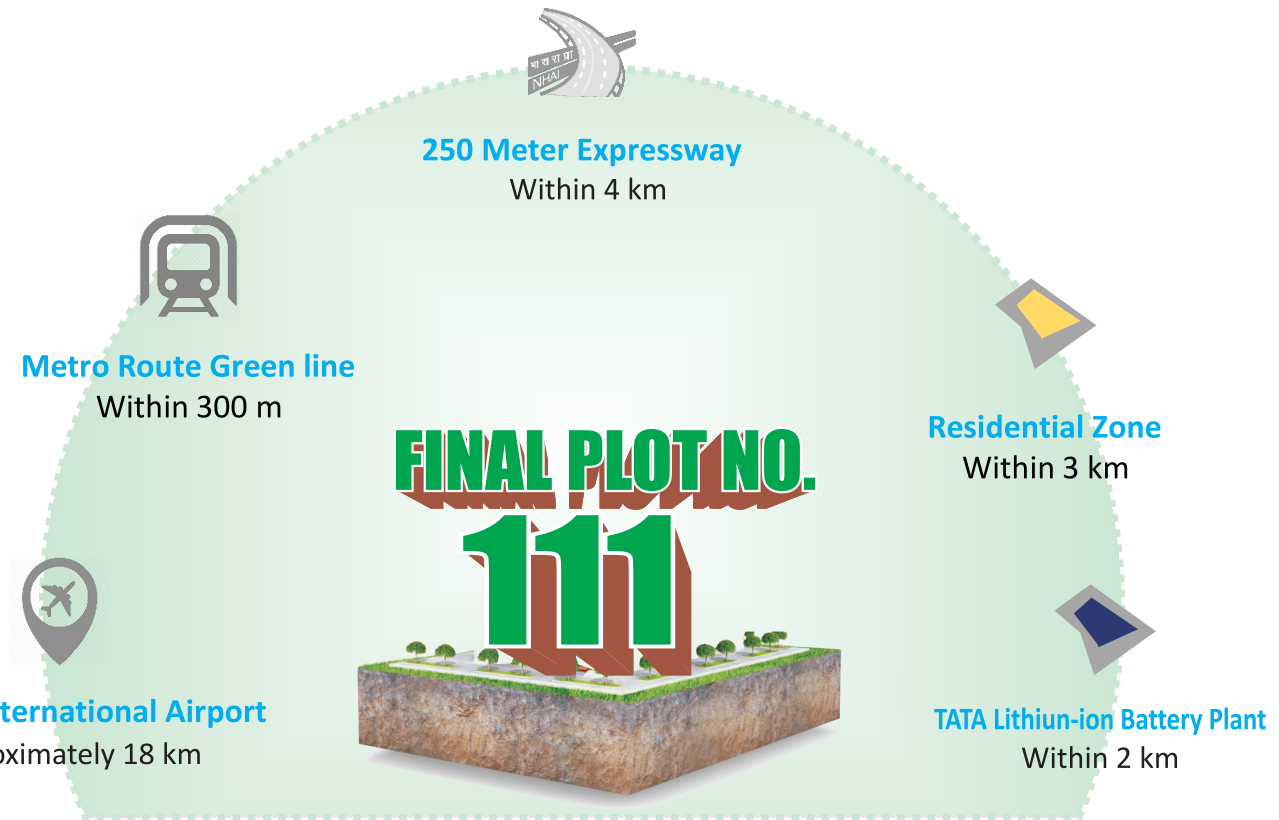 भा रा रा प्रा
NHAI
250 Meter Expressway
Within 4 km
Metro Route Green line
Within 300 m
Residential Zone
Within 3 km
FINAL PLOT NO.
111
ternational Airport
oximately 18 km
TATA Lithiun-ion Battery Plant
Within 2 km